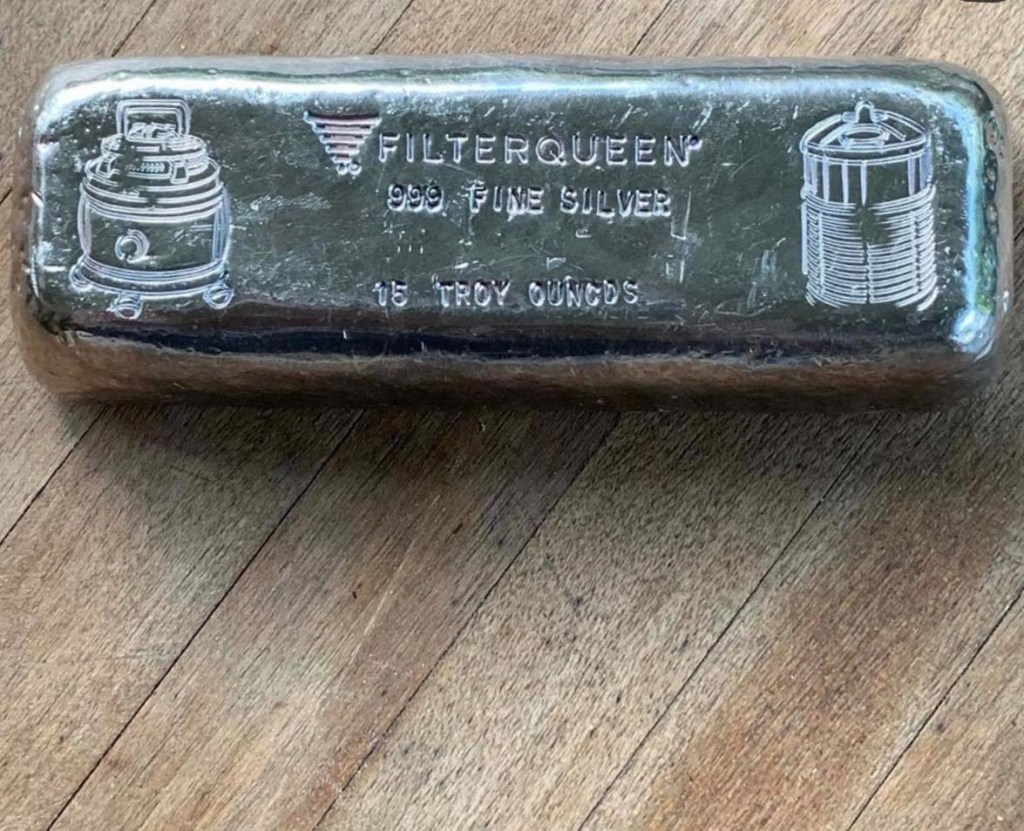 FILTERQUEEN®
999 FINE SILVER
15 TROY OUNCDS